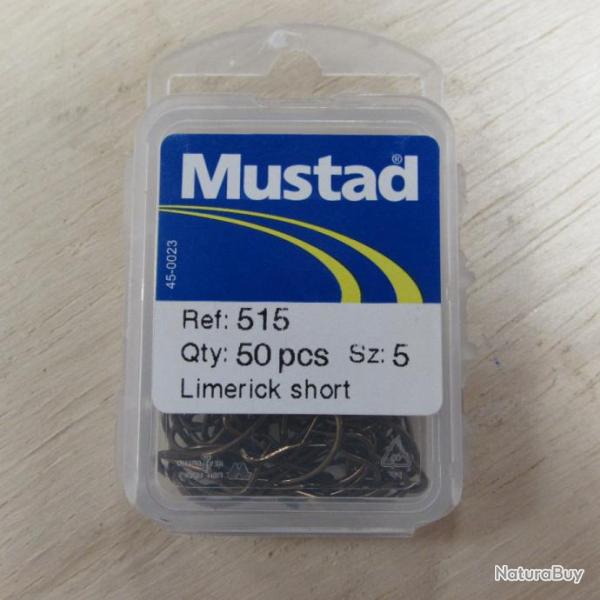 Mustad®
45-0023
Ref: 515
Qty: 50 pcs Sz: 5
Limerick short
NaturaBuy